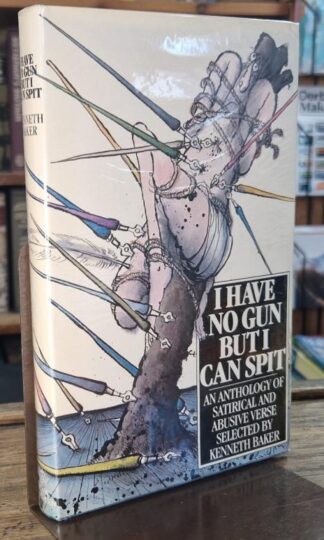 I HAVE
NO GUN
BUT I
CAN SPIT
KENNETH
BAKER
I HAVE
NO GUN
BUT I
CAN SPIT
AN ANTHOLOGY OF
SATIRICAL AND
ABUSIVE VERSE
SELECTED BY
KENNETH BAKER